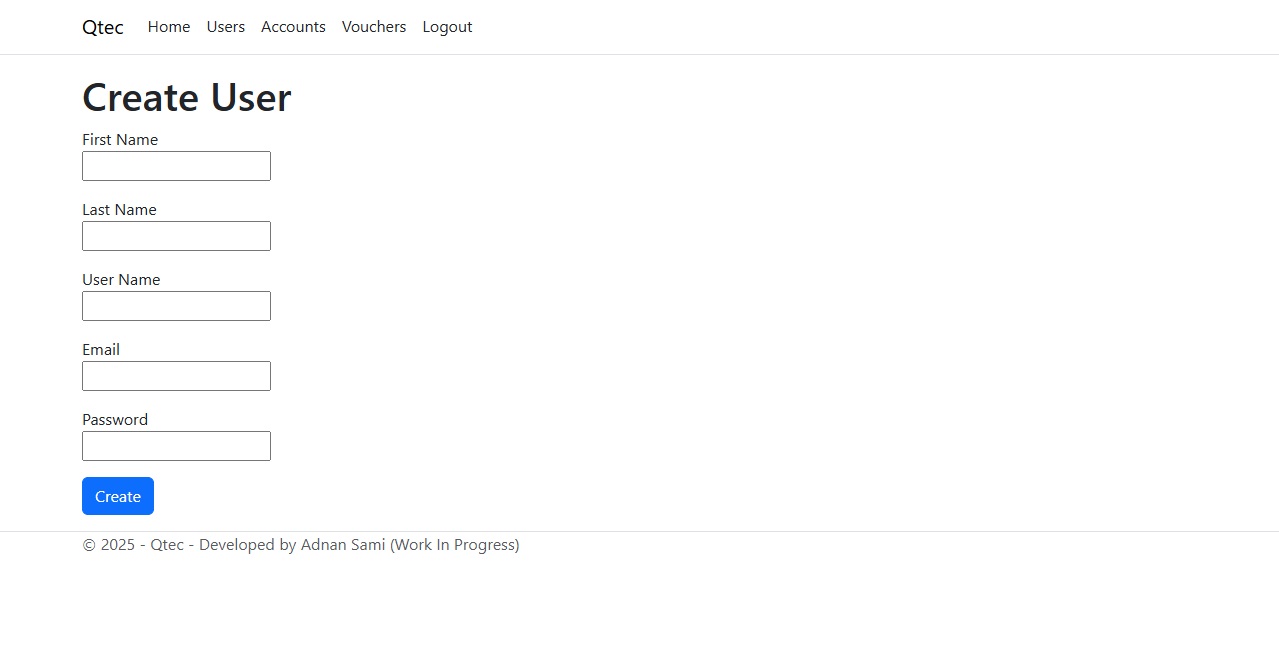 Qtec Home Users Accounts Vouchers Logout
Create User
First Name
Last Name
User Name
Email
Password
Create
© 2025 - Qtec - Developed by Adnan Sami (Work In Progress)